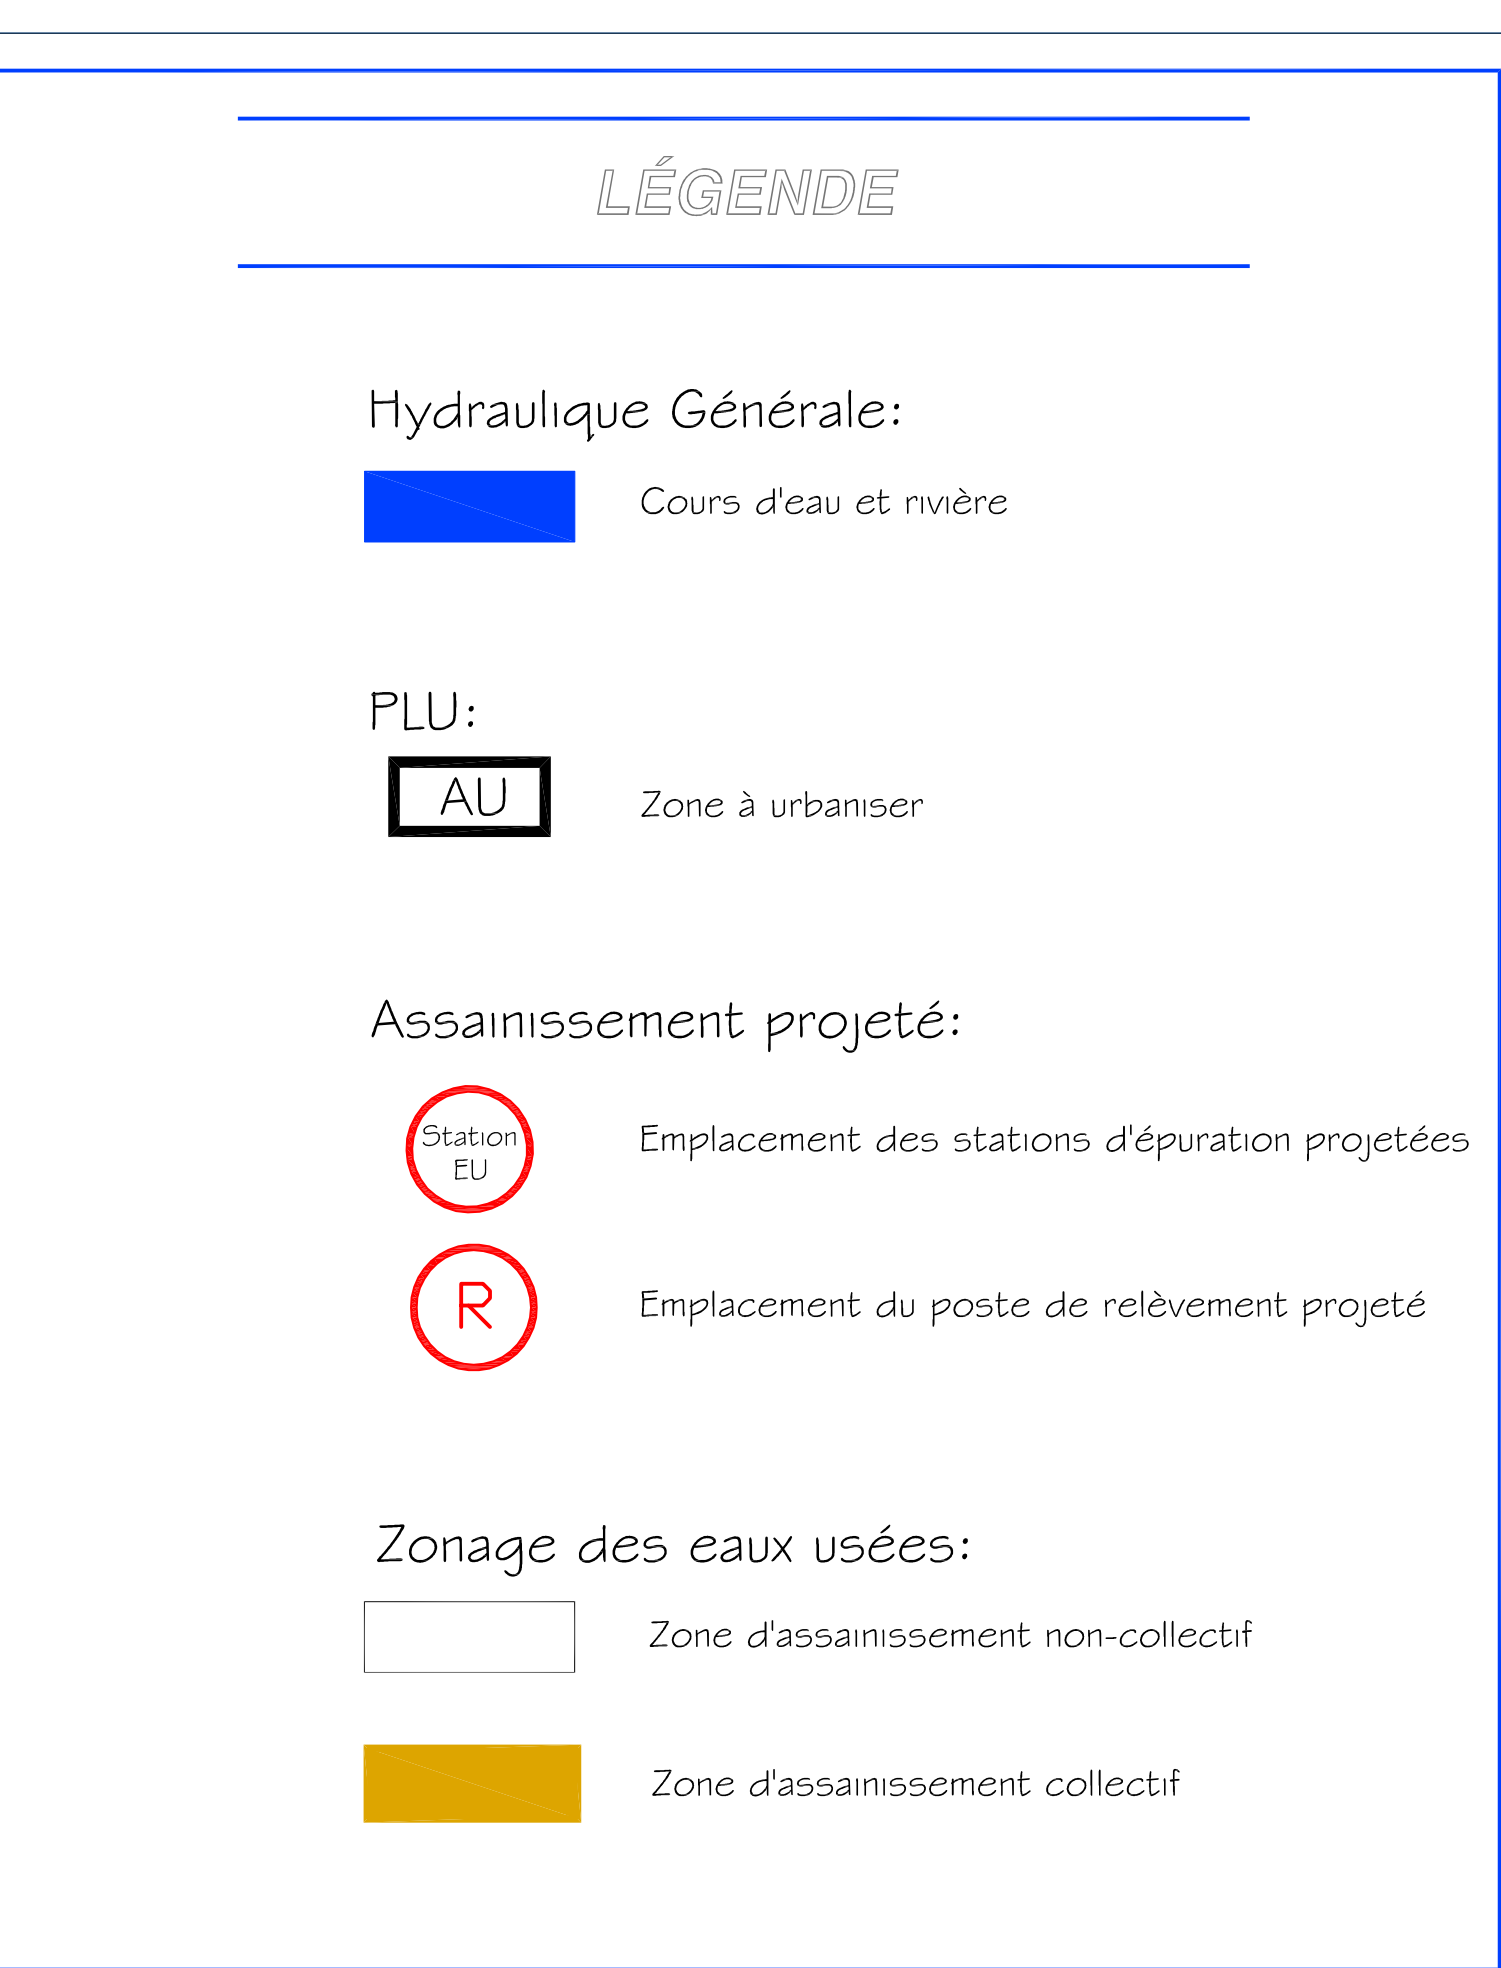 LÉGENDE
Hydraulique Générale:
Cours d'eau et rivière
PLU:
AU
Zone à urbaniser
Assainissement projeté:
Station
EU
Emplacement des stations d'épuration projetées
R
Emplacement du poste de relèvement projeté
Zonage des eaux usées:
Zone d'assainissement non-collectif
Zone d'assainissement collectif